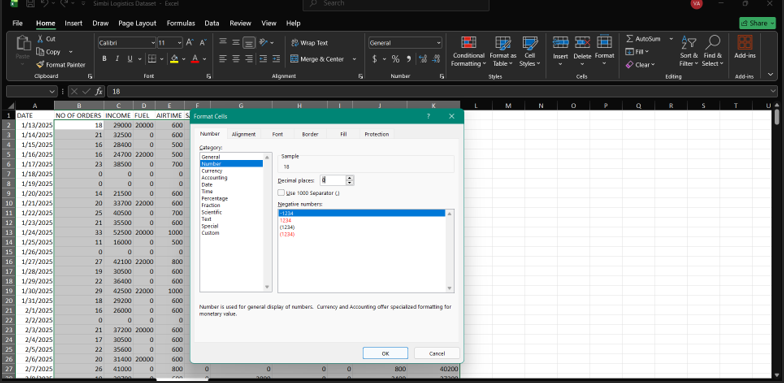 Simbi Logistics Dataset
Search
VA
File Home Insert Draw Page Layout Formulas Data Review View Help
Share
Paste
Cut
Copy
Format Painter
Clipboard
Calibri 11
B I U
Font
Wrap Text
Merge & Center
Alignment
General
$ % ,
Number
Conditional Formatting
Format as Table
Cell Styles
Styles
Insert Delete Format
Cells
AutoSum
Fill
Clear
Sort & Filter
Find & Select
Editing
Add-ins
Add-ins
fx 18
A B C D E F G H I J K L M N O P Q R S T U
1 DATE NO OF ORDERS INCOME FUEL AIRTIME
2 1/13/2025 18 29000 20000 600
3 1/14/2025 21 32500 0 600
4 1/15/2025 16 28400 0 500
5 1/16/2025 16 24700 22000 500
6 1/17/2025 23 38500 0 700
7 1/18/2025 0 0 0 0
8 1/19/2025 0 0 0 0
9 1/20/2025 14 21500 0 600
10 1/21/2025 20 33700 22000 600
11 1/22/2025 25 40500 0 700
12 1/23/2025 21 35500 0 600
13 1/24/2025 33 52500 20000 1000
14 1/25/2025 11 16000 0 500
15 1/26/2025 0 0 0 0
16 1/27/2025 27 42100 22000 800
17 1/28/2025 19 30500 0 600
18 1/29/2025 22 36400 0 600
19 1/30/2025 29 42500 22000 1000
20 1/31/2025 18 29200 0 600
21 2/1/2025 16 26000 0 600
22 2/2/2025 0 0 0 0
23 2/3/2025 21 37200 20000 600
24 2/4/2025 17 30500 0 600
25 2/5/2025 22 35600 0 600
26 2/6/2025 20 31400 20000 600
27 2/7/2025 26 41000 0 800 0 0 0 0 800 40200
Format Cells
?
Number Alignment Font Border Fill Protection
Category:
General
Number
Currency
Accounting
Date
Time
Percentage
Fraction
Scientific
Text
Special
Custom
Sample
18
Decimal places: 0
Use 1000 Separator (,)
Negative numbers:
-1234
1234
(1234)
(1234)
Number is used for general display of numbers. Currency and Accounting offer specialized formatting for
monetary value.
OK Cancel